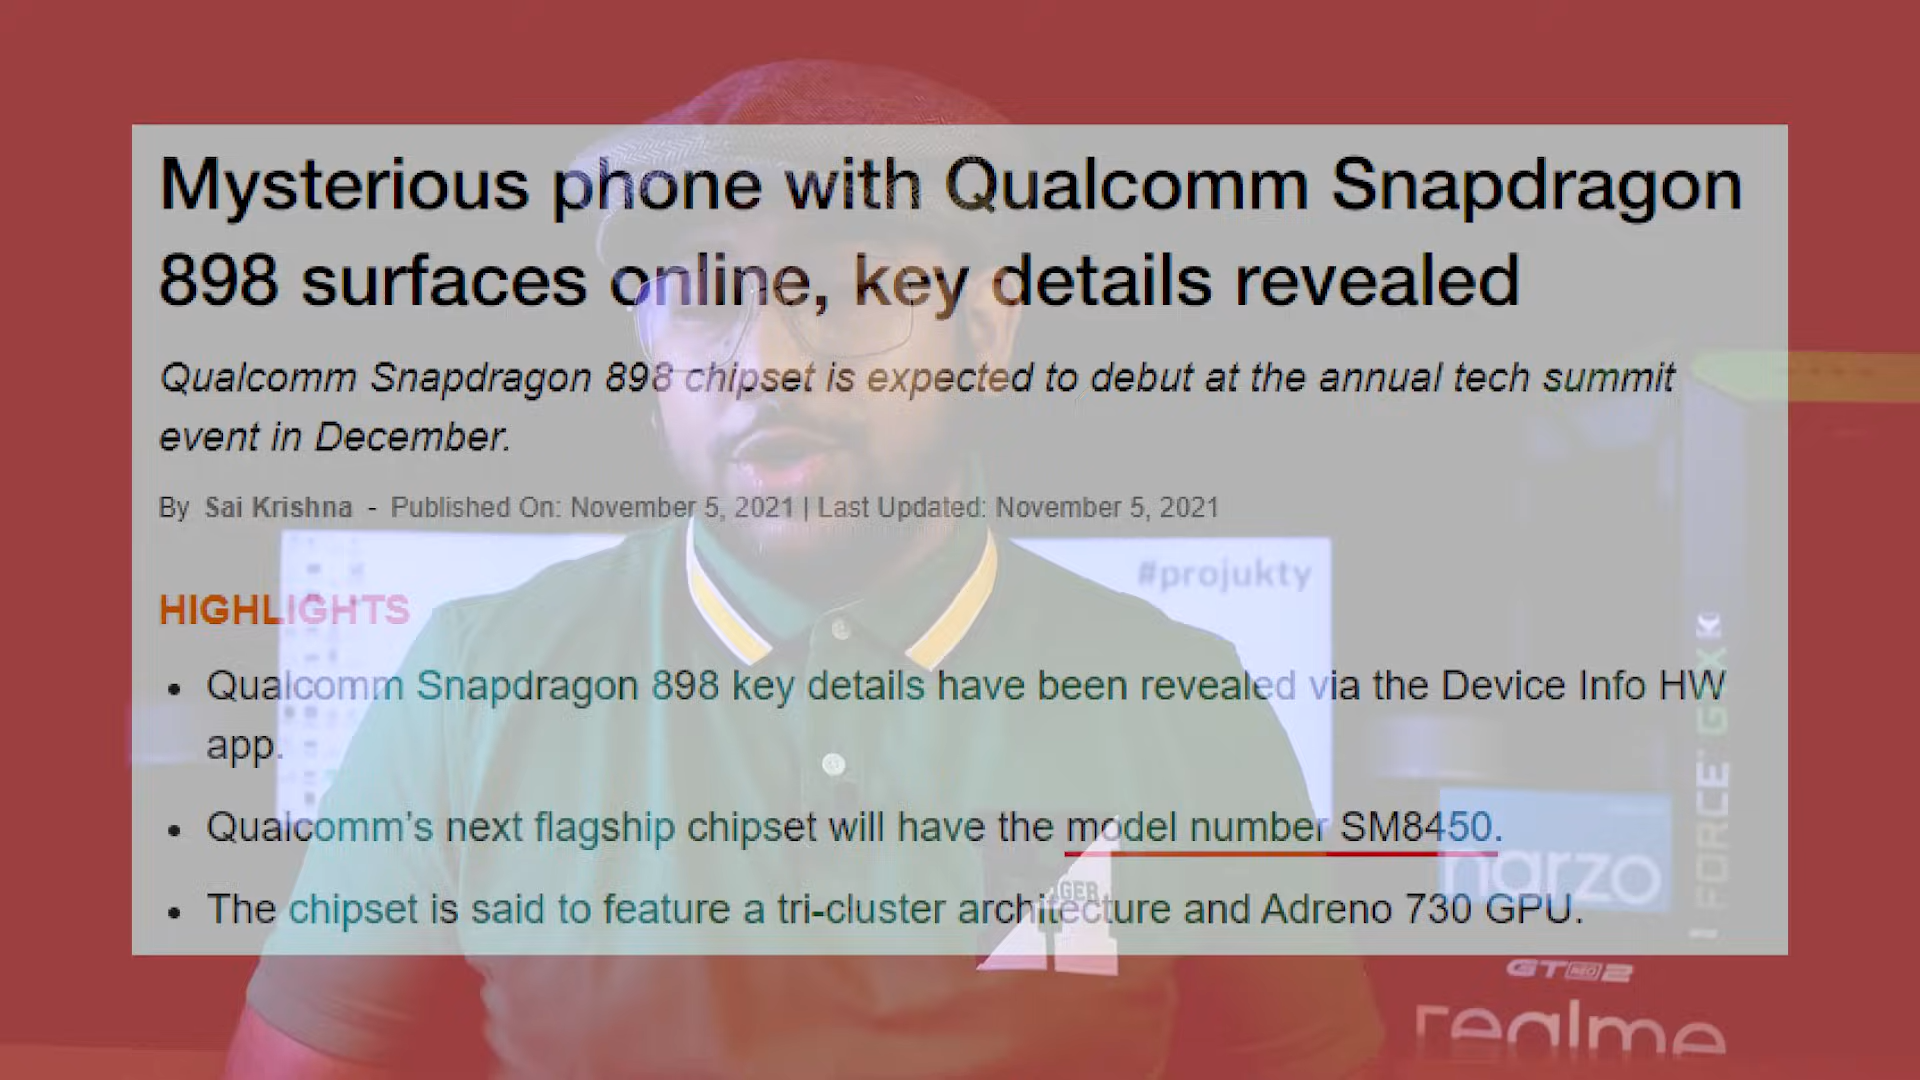 Mysterious phone with Qualcomm Snapdragon
898 surfaces online, key details revealed
Qualcomm Snapdragon 898 chipset is expected to debut at the annual tech summit
event in December.
By Sai Krishna - Published On: November 5, 2021 | Last Updated: November 5, 2021
#projukty
HIGHLIGHTS
• Qualcomm Snapdragon 898 key details have been revealed via the Device Info HW
app.
• Qualcomm’s next flagship chipset will have the model number SM8450.
• The chipset is said to feature a tri-cluster architecture and Adreno 730 GPU.
narzo
GT NEO 2
realme